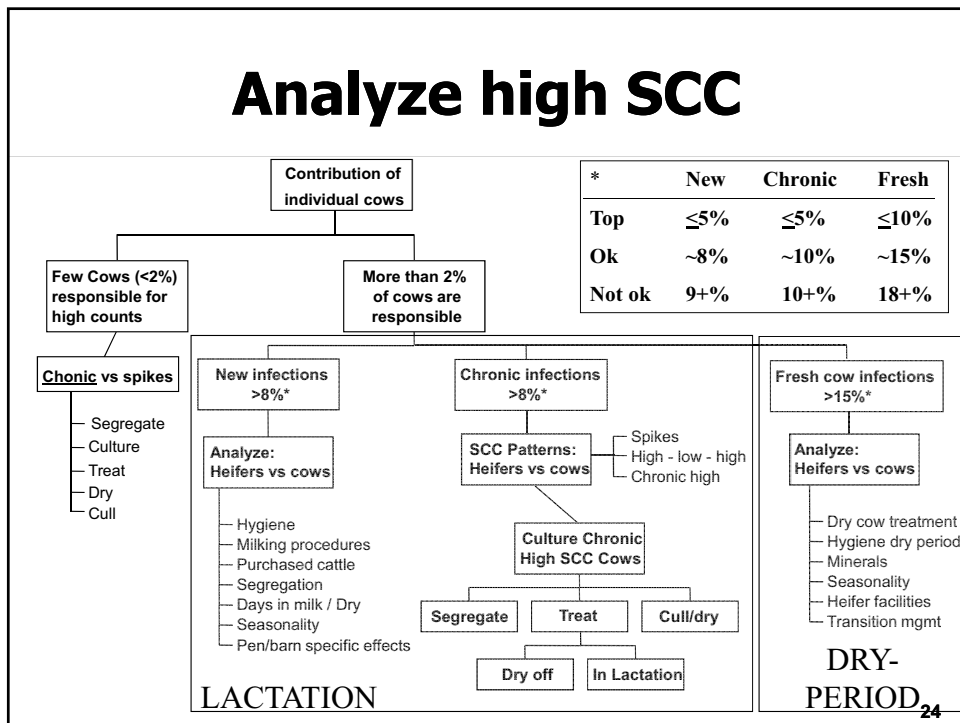 Analyze high SCC
Contribution of
individual cows
* New Chronic Fresh
Top ≤5% ≤5% ≤10%
Ok ~8% ~10% ~15%
Not ok 9+% 10+% 18+%
Few Cows (<2%)
responsible for
high counts
More than 2%
of cows are
responsible
Chonic vs spikes
Segregate
Culture
Treat
Dry
Cull
New infections
>8%*
Analyze:
Heifers vs cows
Hygiene
Milking procedures
Purchased cattle
Segregation
Days in milk / Dry
Seasonality
Pen/barn specific effects
Chronic infections
>8%*
SCC Patterns:
Heifers vs cows
Spikes
High - low - high
Chronic high
Culture Chronic
High SCC Cows
Segregate
Treat
Cull/dry
Dry off
In Lactation
LACTATION
Fresh cow infections
>15%*
Analyze:
Heifers vs cows
Dry cow treatment
Hygiene dry period
Minerals
Seasonality
Heifer facilities
Transition mgmt
DRY-
PERIOD
24